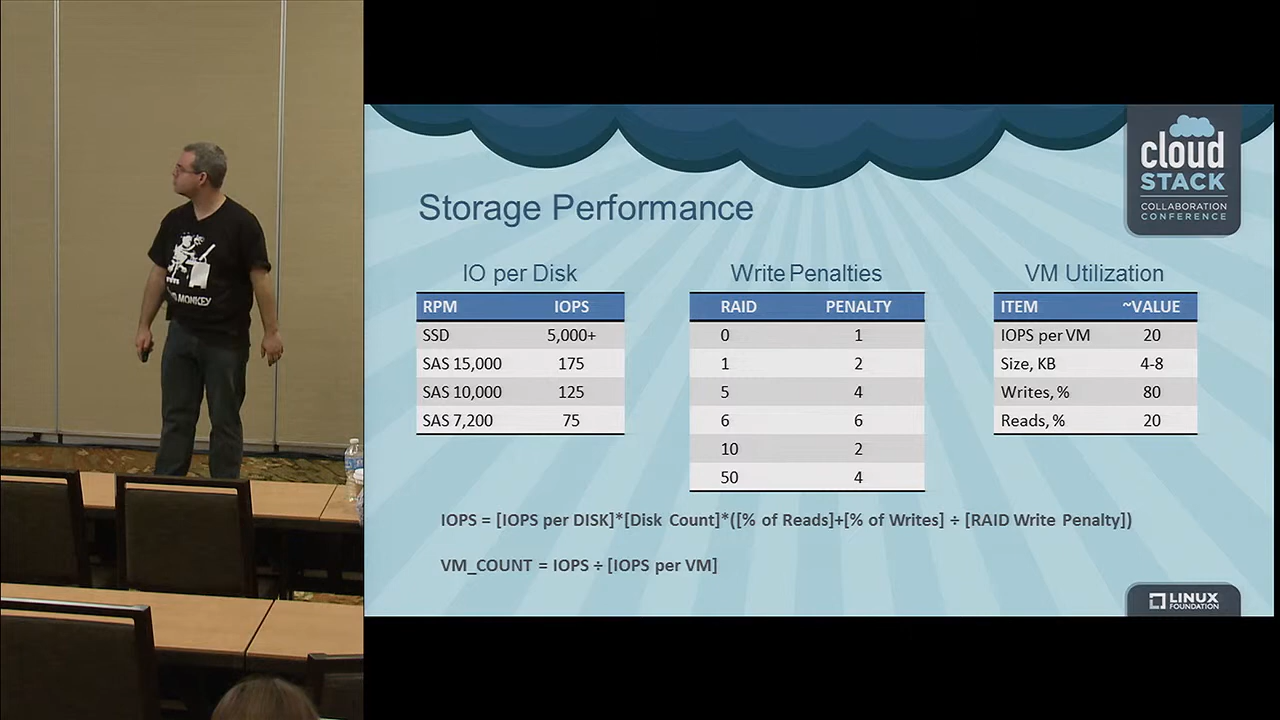 MONKEY
cloud
STACK
COLLABORATION
CONFERENCE
Storage Performance
IO per Disk
RPM IOPS
SSD 5,000+
SAS 15,000 175
SAS 10,000 125
SAS 7,200 75
Write Penalties
RAID PENALTY
0 1
1 2
5 4
6 6
10 2
50 4
VM Utilization
ITEM ~VALUE
IOPS per VM 20
Size, KB 4-8
Writes, % 80
Reads, % 20
IOPS = [IOPS per DISK]*[Disk Count]*([% of Reads]+[% of Writes] ÷ [RAID Write Penalty])
VM_COUNT = IOPS ÷ [IOPS per VM]
LINUX
FOUNDATION